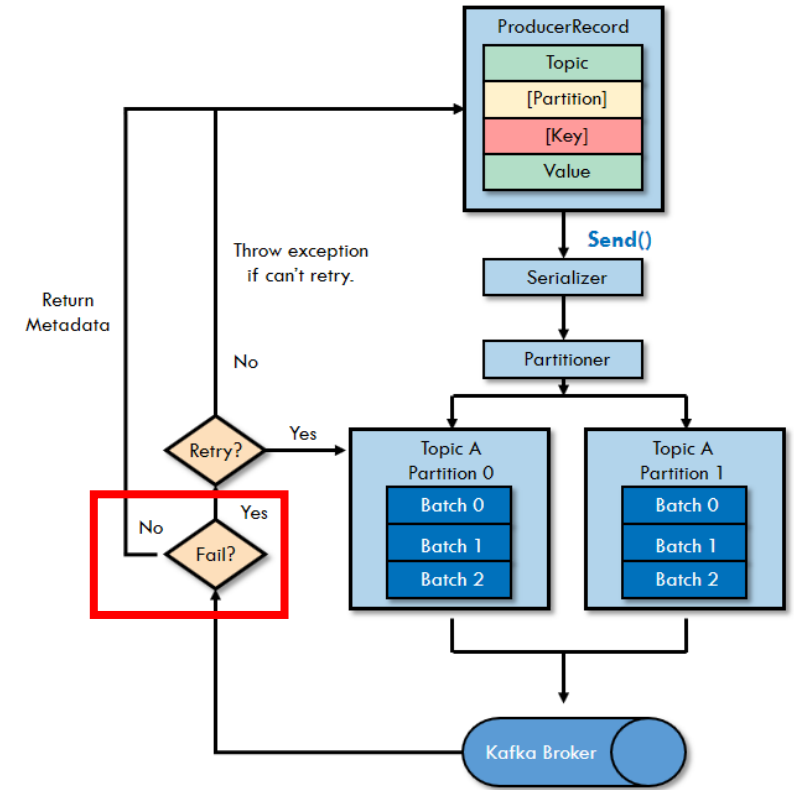 ProducerRecord
Topic
[Partition]
[Key]
Value
Send()
Serializer
Partitioner
Throw exception
if can't retry.
Return
Metadata
No
Retry?
Yes
Topic A
Partition 0
Batch 0
Batch 1
Batch 2
Topic A
Partition 1
Batch 0
Batch 1
Batch 2
No
Yes
Fail?
Kafka Broker